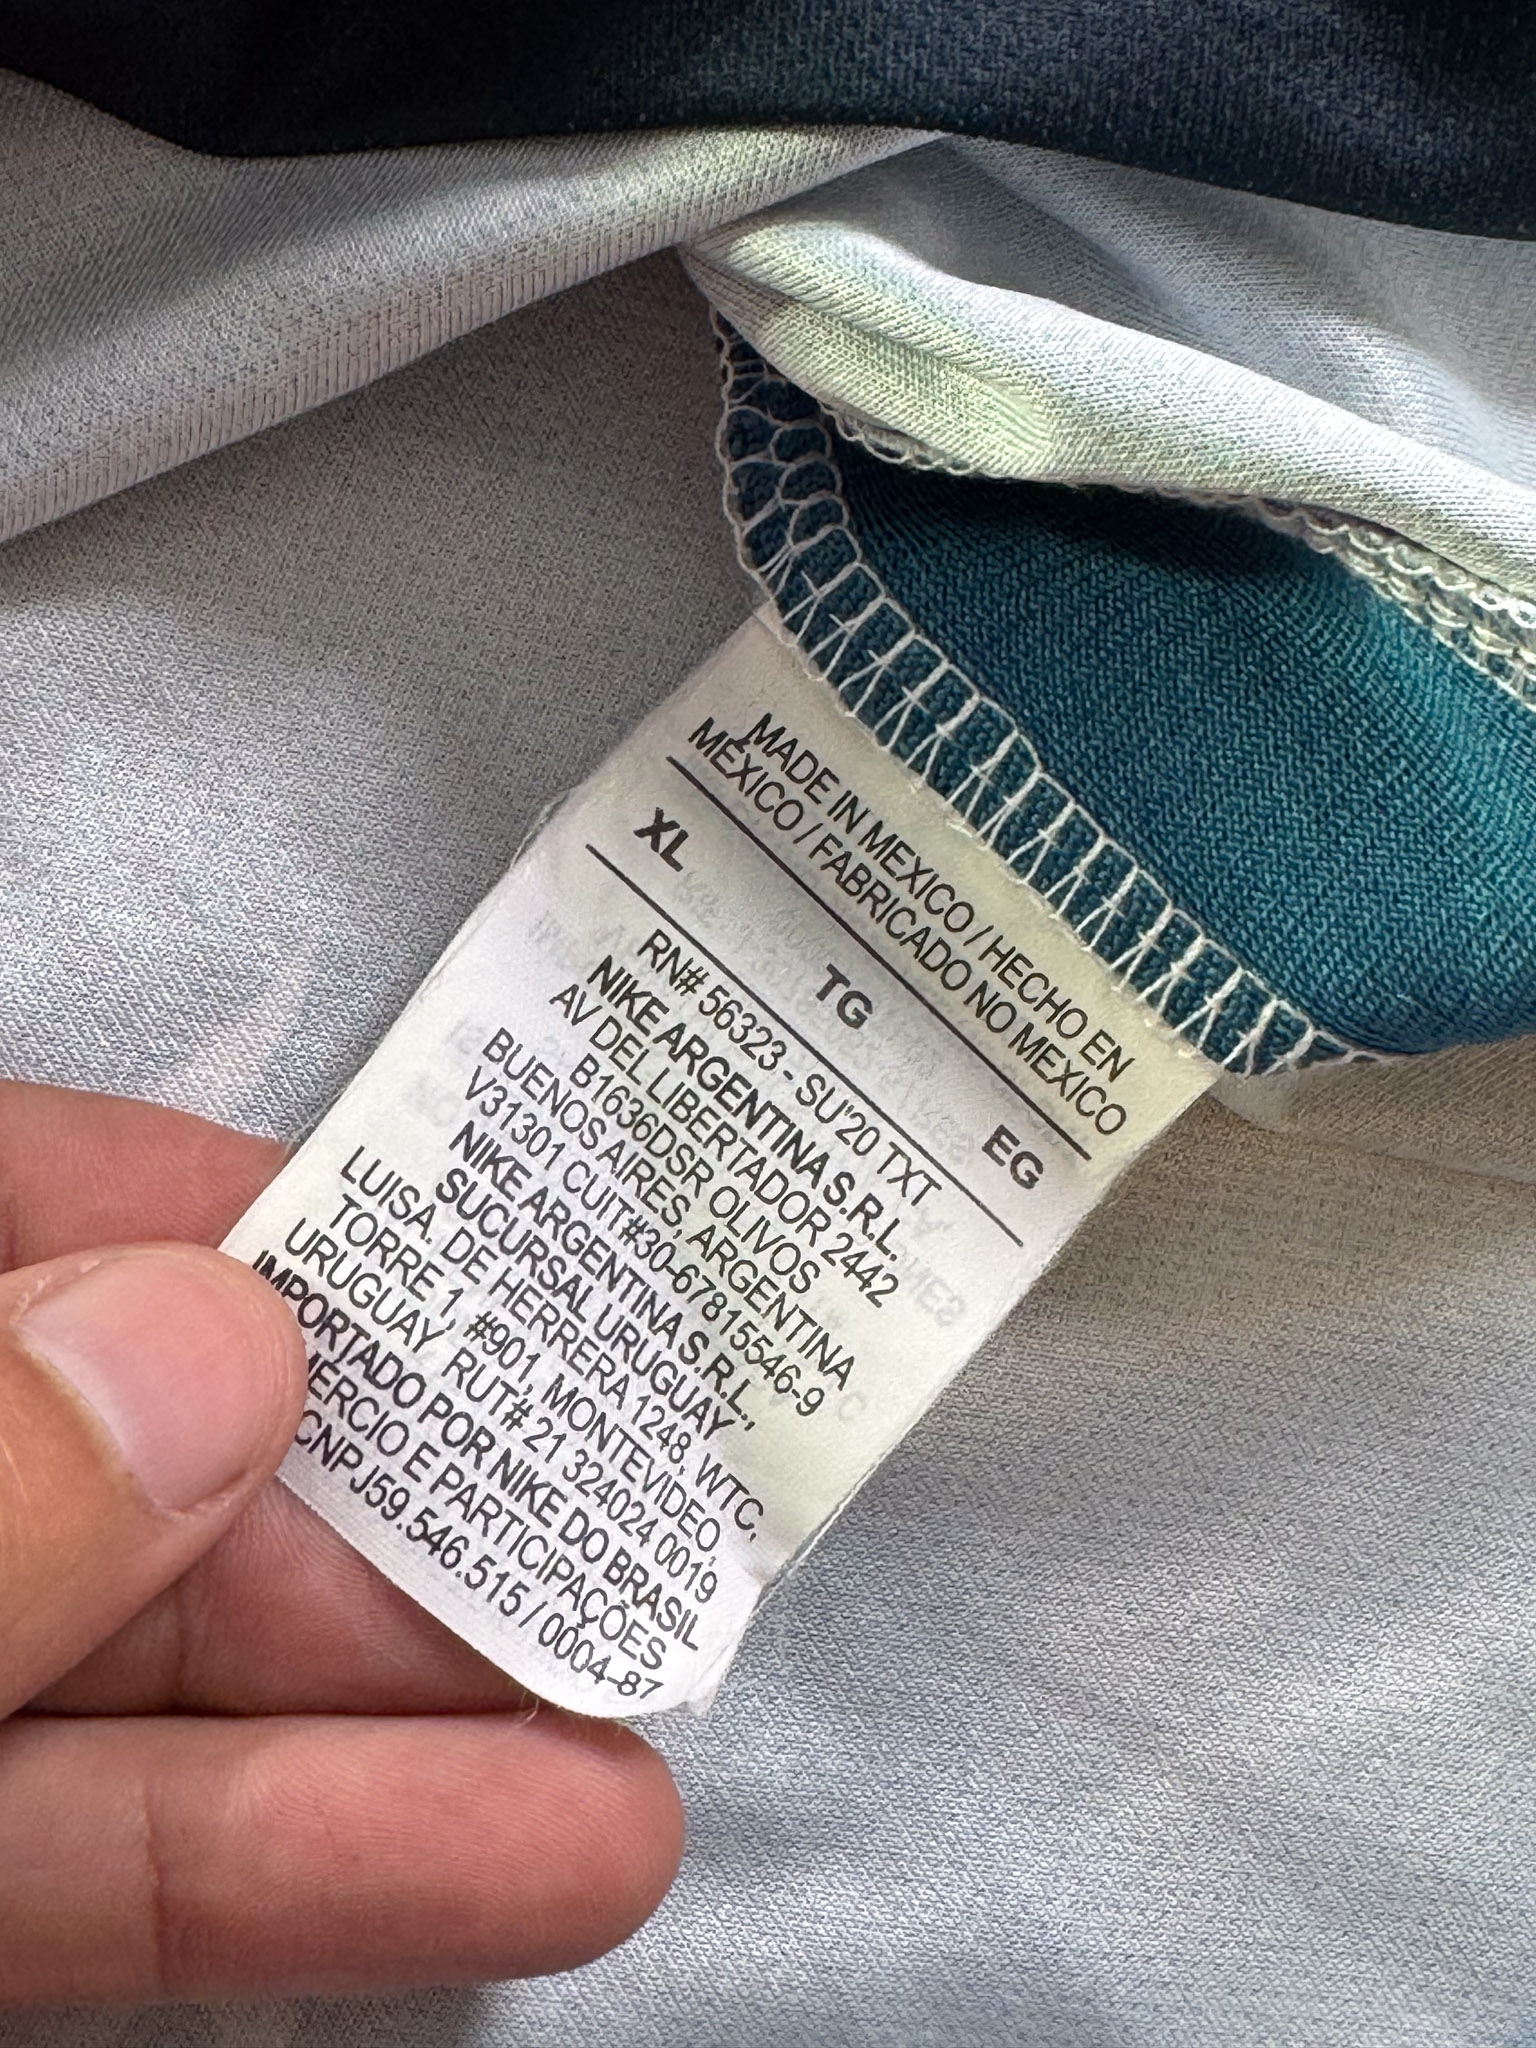 MADE IN MEXICO / HECHO EN
MÉXICO / FABRICADO NO MEXICO
XL TG EG
RN# 56323 - SU'20 TXT
NIKE ARGENTINA S.R.L.
AV DEL LIBERTADOR 2442
B1636DSR OLIVOS
BUENOS AIRES, ARGENTINA
V31301 CUIT#30-67815546-9
NIKE ARGENTINA S.R.L.,
SUCURSAL URUGUAY
LUISA. DE HERRERA 1248, WTC,
TORRE 1, #901, MONTEVIDEO,
URUGUAY RUT# 21 324024 0019
IMPORTADO POR NIKE DO BRASIL
E PARTICIPAÇÕES
CNPJ59.546.515 / 0004-87